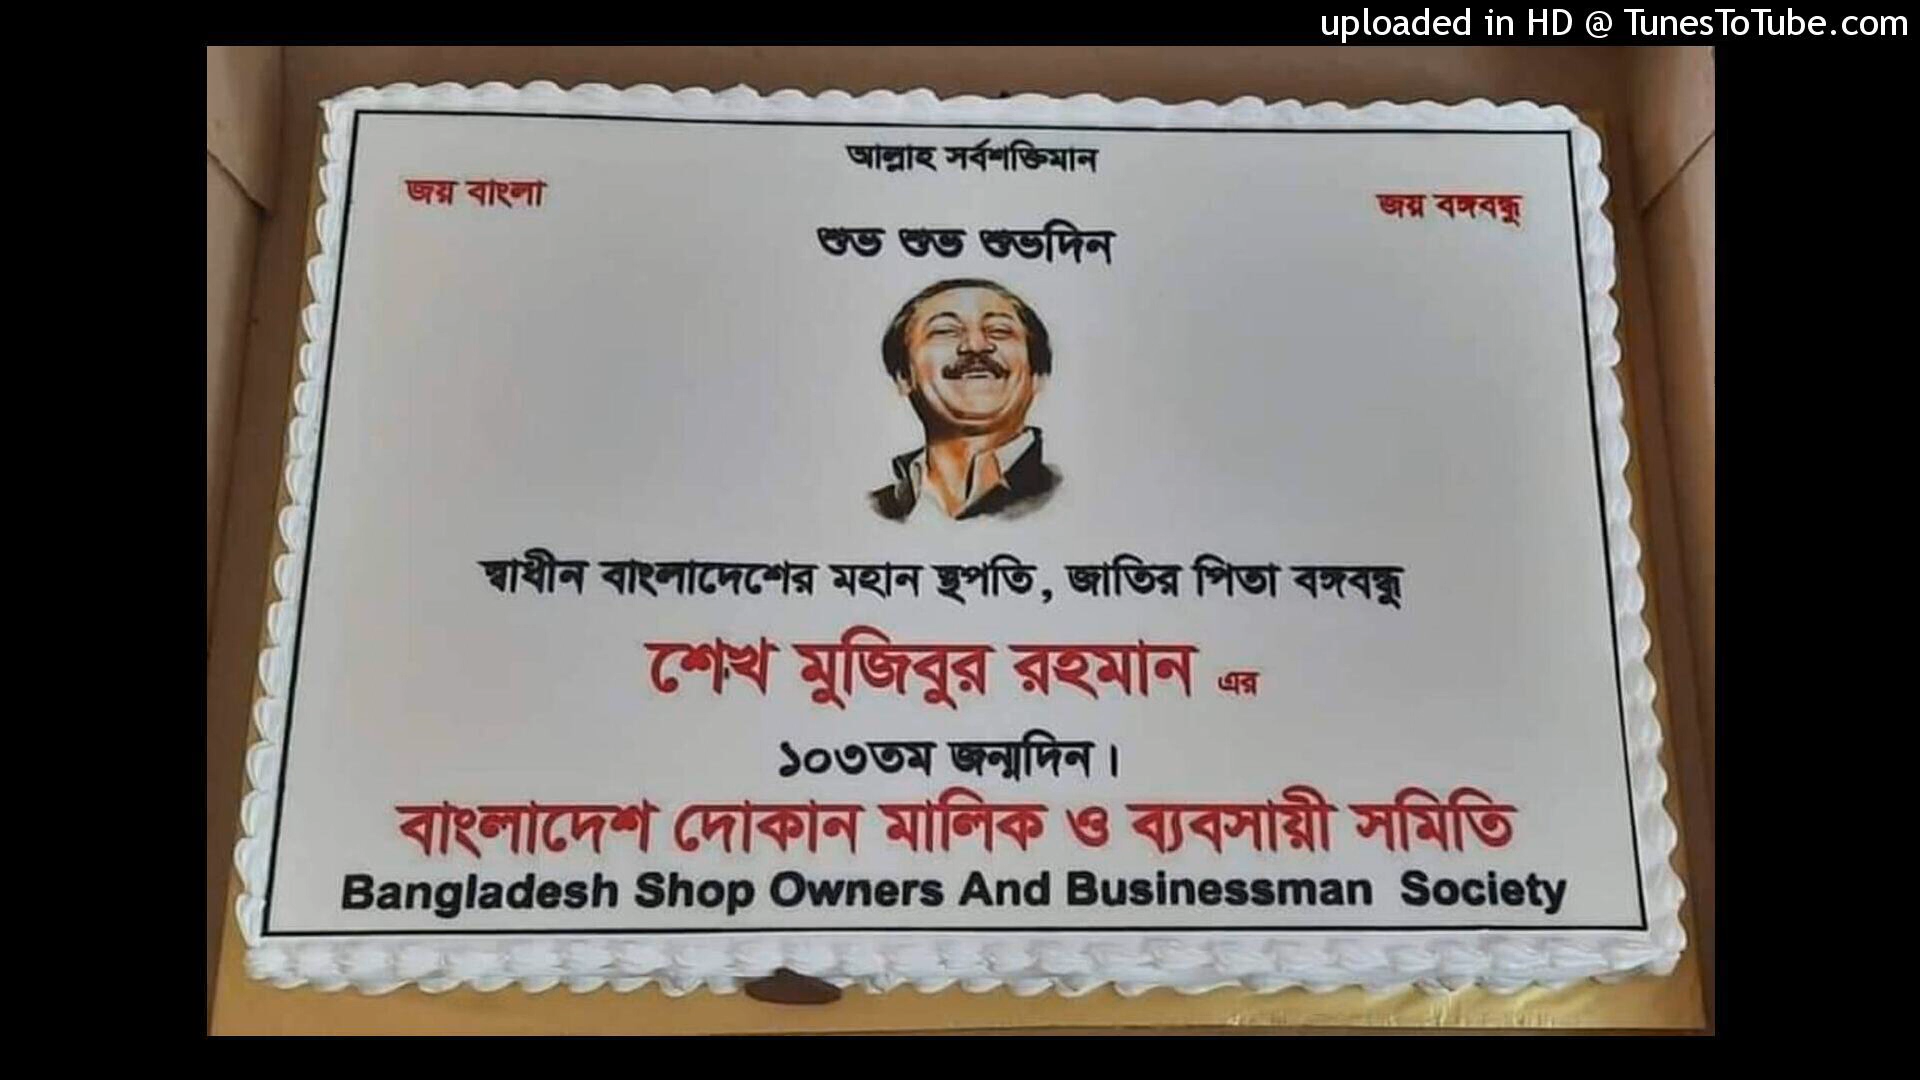 uploaded in HD @ TunesToTube.com
আল্লাহ সর্বশক্তিমান
জয় বাংলা
জয় বঙ্গবন্ধু
শুভ শুভ শুভদিন
স্বাধীন বাংলাদেশের মহান স্থপতি, জাতির পিতা বঙ্গবন্ধু
শেখ মুজিবুর রহমান এর
১০৩তম জন্মদিন।
বাংলাদেশ দোকান মালিক ও ব্যবসায়ী সমিতি
Bangladesh Shop Owners And Businessman Society